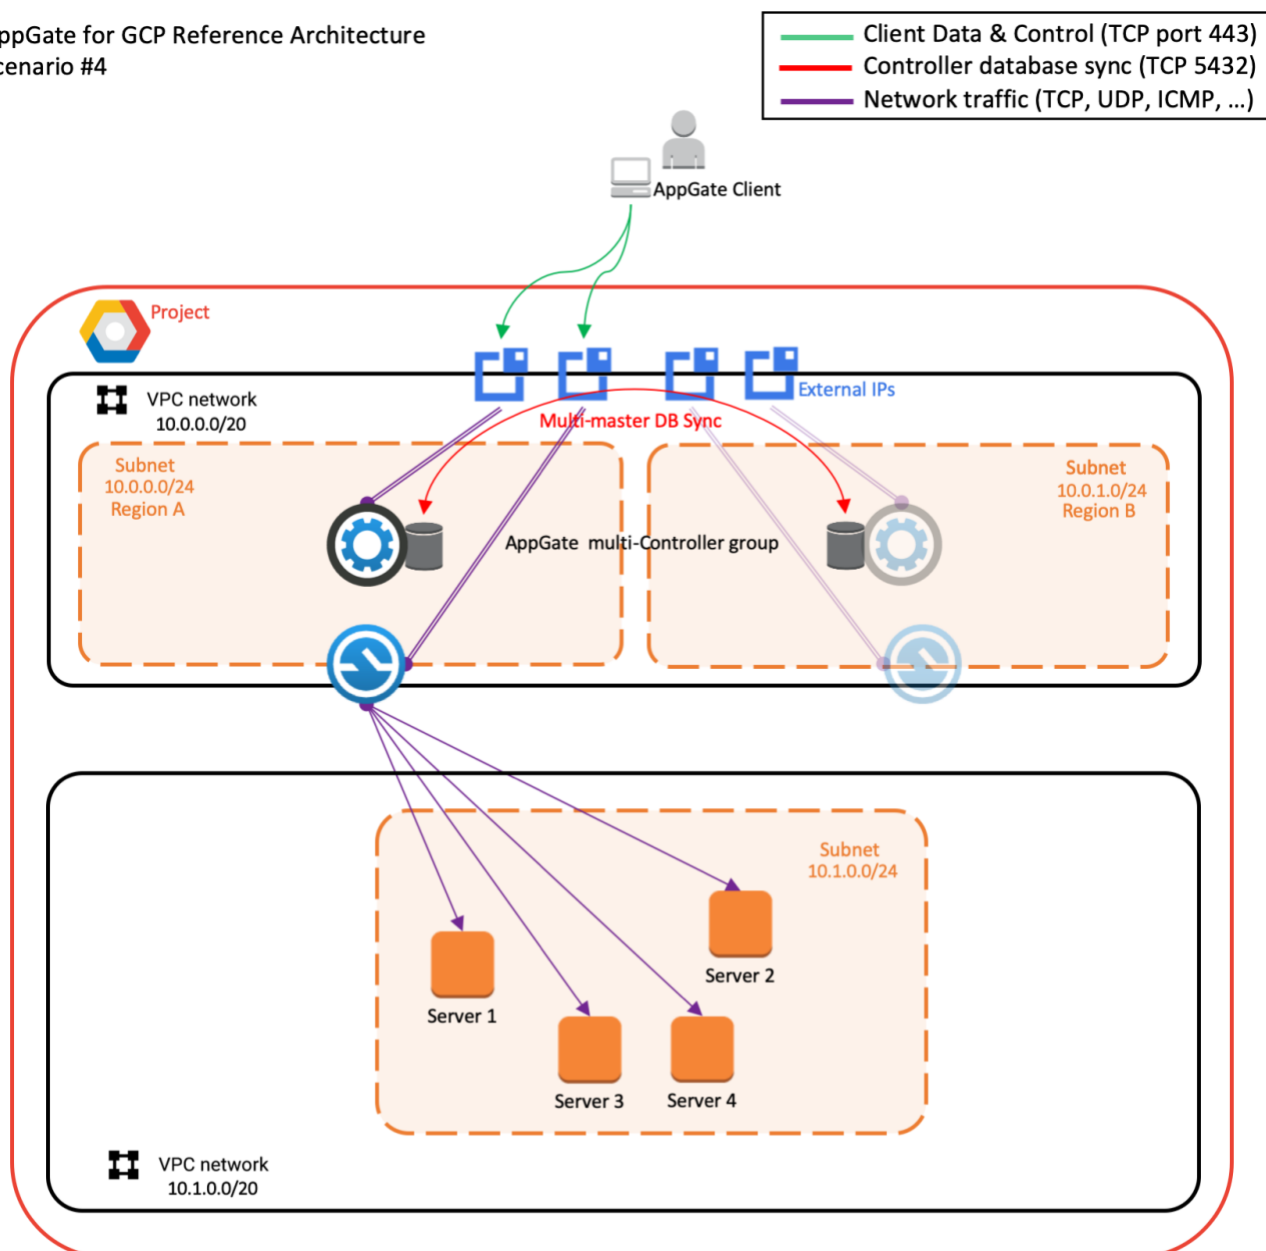 ppGate for GCP Reference Architecture
cenario #4
Client Data & Control (TCP port 443)
Controller database sync (TCP 5432)
Network traffic (TCP, UDP, ICMP, ...)
AppGate Client
Project
VPC network
10.0.0.0/20
External IPs
Multi-master DB Sync
Subnet
10.0.0.0/24
Region A
Subnet
10.0.1.0/24
Region B
AppGate multi-Controller group
Subnet
10.1.0.0/24
Server 1
Server 2
Server 3
Server 4
VPC network
10.1.0.0/20